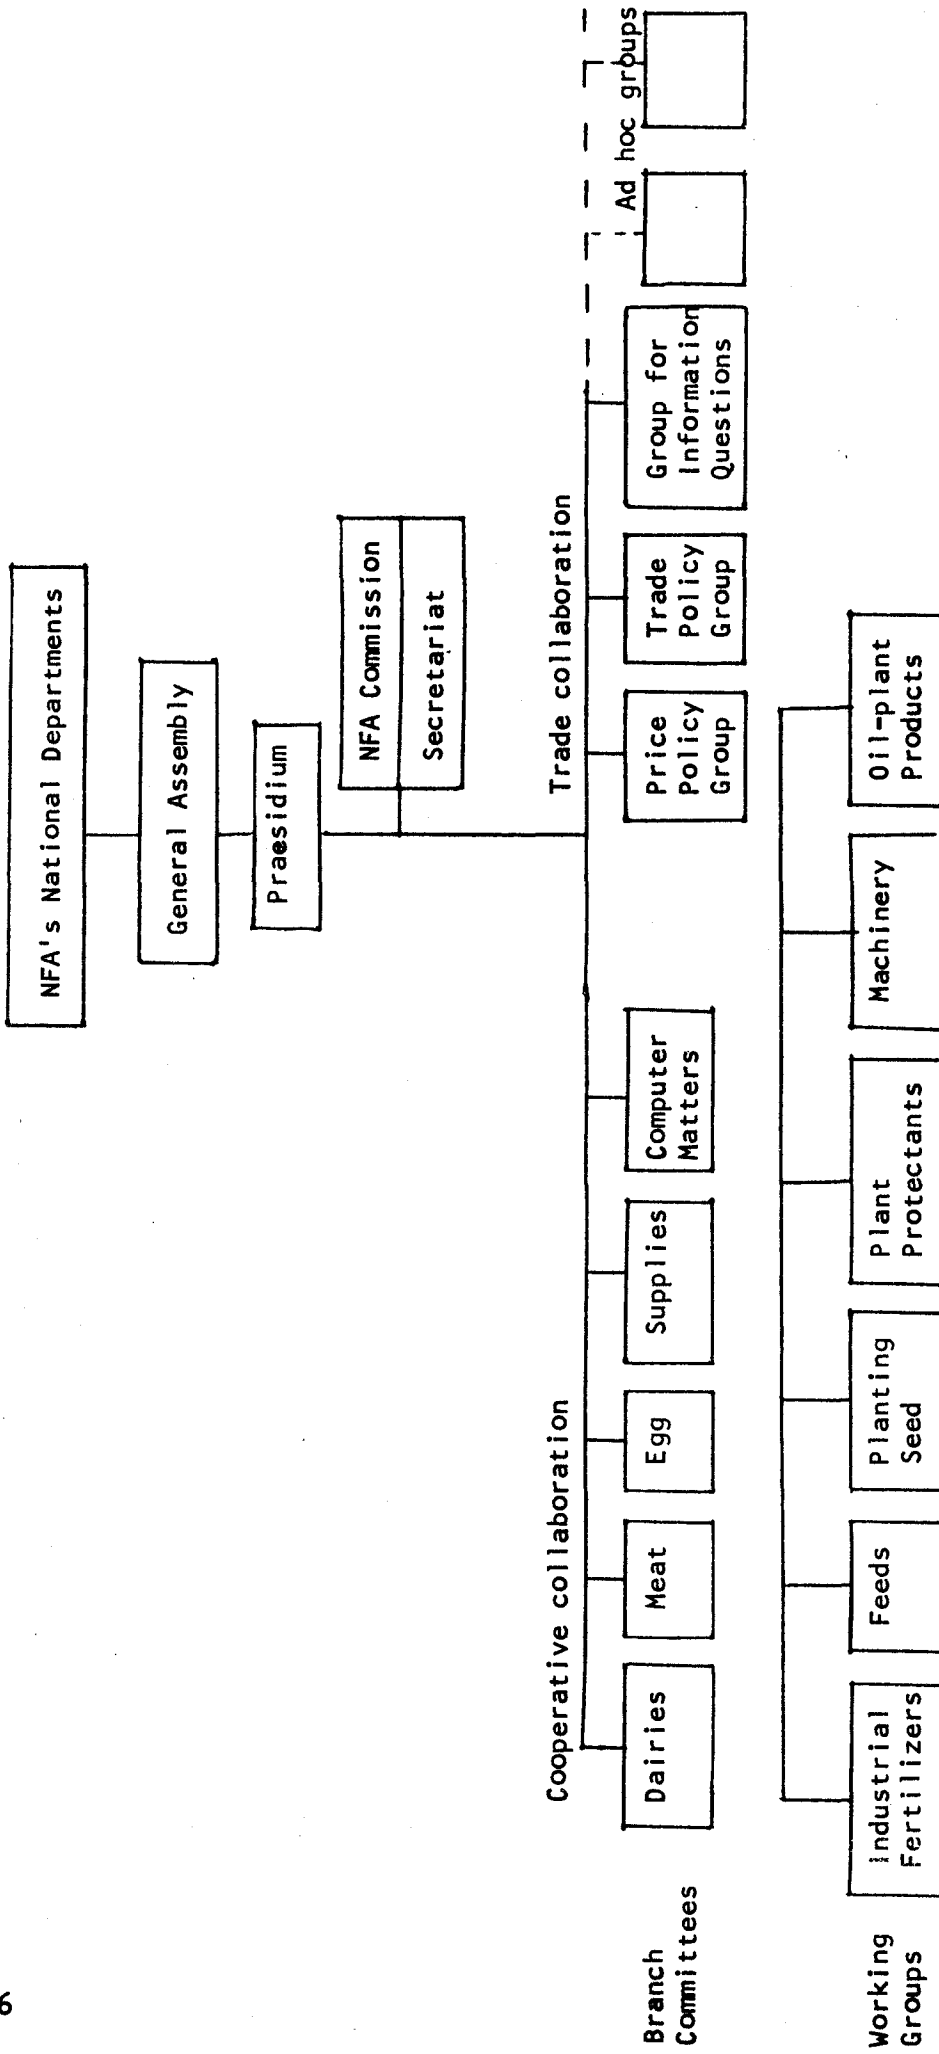 NFA's National Departments
General Assembly
Praesidium
NFA Commission
Secretariat
Cooperative collaboration
Trade collaboration
Branch
Committees
Dairies
Meat
Egg
Supplies
Computer
Matters
Price
Policy
Group
Trade
Policy
Group
Group for
Information
Questions
Ad hoc groups
Working
Groups
Industrial
Fertilizers
Feeds
Planting
Seed
Plant
Protectants
Machinery
Oil-plant
Products